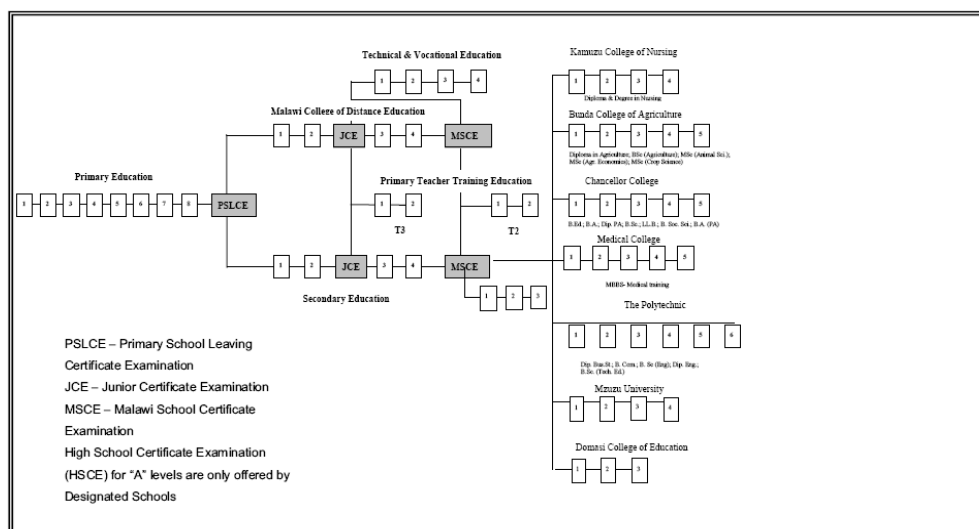 Technical & Vocational Education
1 2 3 4
Malawi College of Distance Education
1 2 JCE 3 4 MSCE
Primary Education
1 2 3 4 5 6 7 8 PSLCE
Primary Teacher Training Education
1 2 1 2
T3 T2
1 2 JCE 3 4 MSCE
Secondary Education
1 2 3
Kamuzu College of Nursing
1 2 3 4
Diploma & Degree in Nursing
Bunda College of Agriculture
1 2 3 4 5
Diploma in Agriculture; BSc (Agriculture); MSc (Animal Sci.);
MSc (Agr. Economics); MSc (Crop Science)
Chancellor College
1 2 3 4 5
B.Ed.; B.A.; Dip. PA; B.Sc.; LL.B.; B. Soc. Sci.; B.A. (PA)
Medical College
1 2 3 4 5
MBBS- Medical training
The Polytechnic
1 2 3 4 5 6
Dip. Bus.St.; B. Com.; B. Sc (Eng); Dip. Eng.;
B.Sc. (Tech. Ed.)
Mzuzu University
1 2 3 4
Domasi College of Education
1 2 3
PSLCE – Primary School Leaving
Certificate Examination
JCE – Junior Certificate Examination
MSCE – Malawi School Certificate
Examination
High School Certificate Examination
(HSCE) for “A” levels are only offered by
Designated Schools